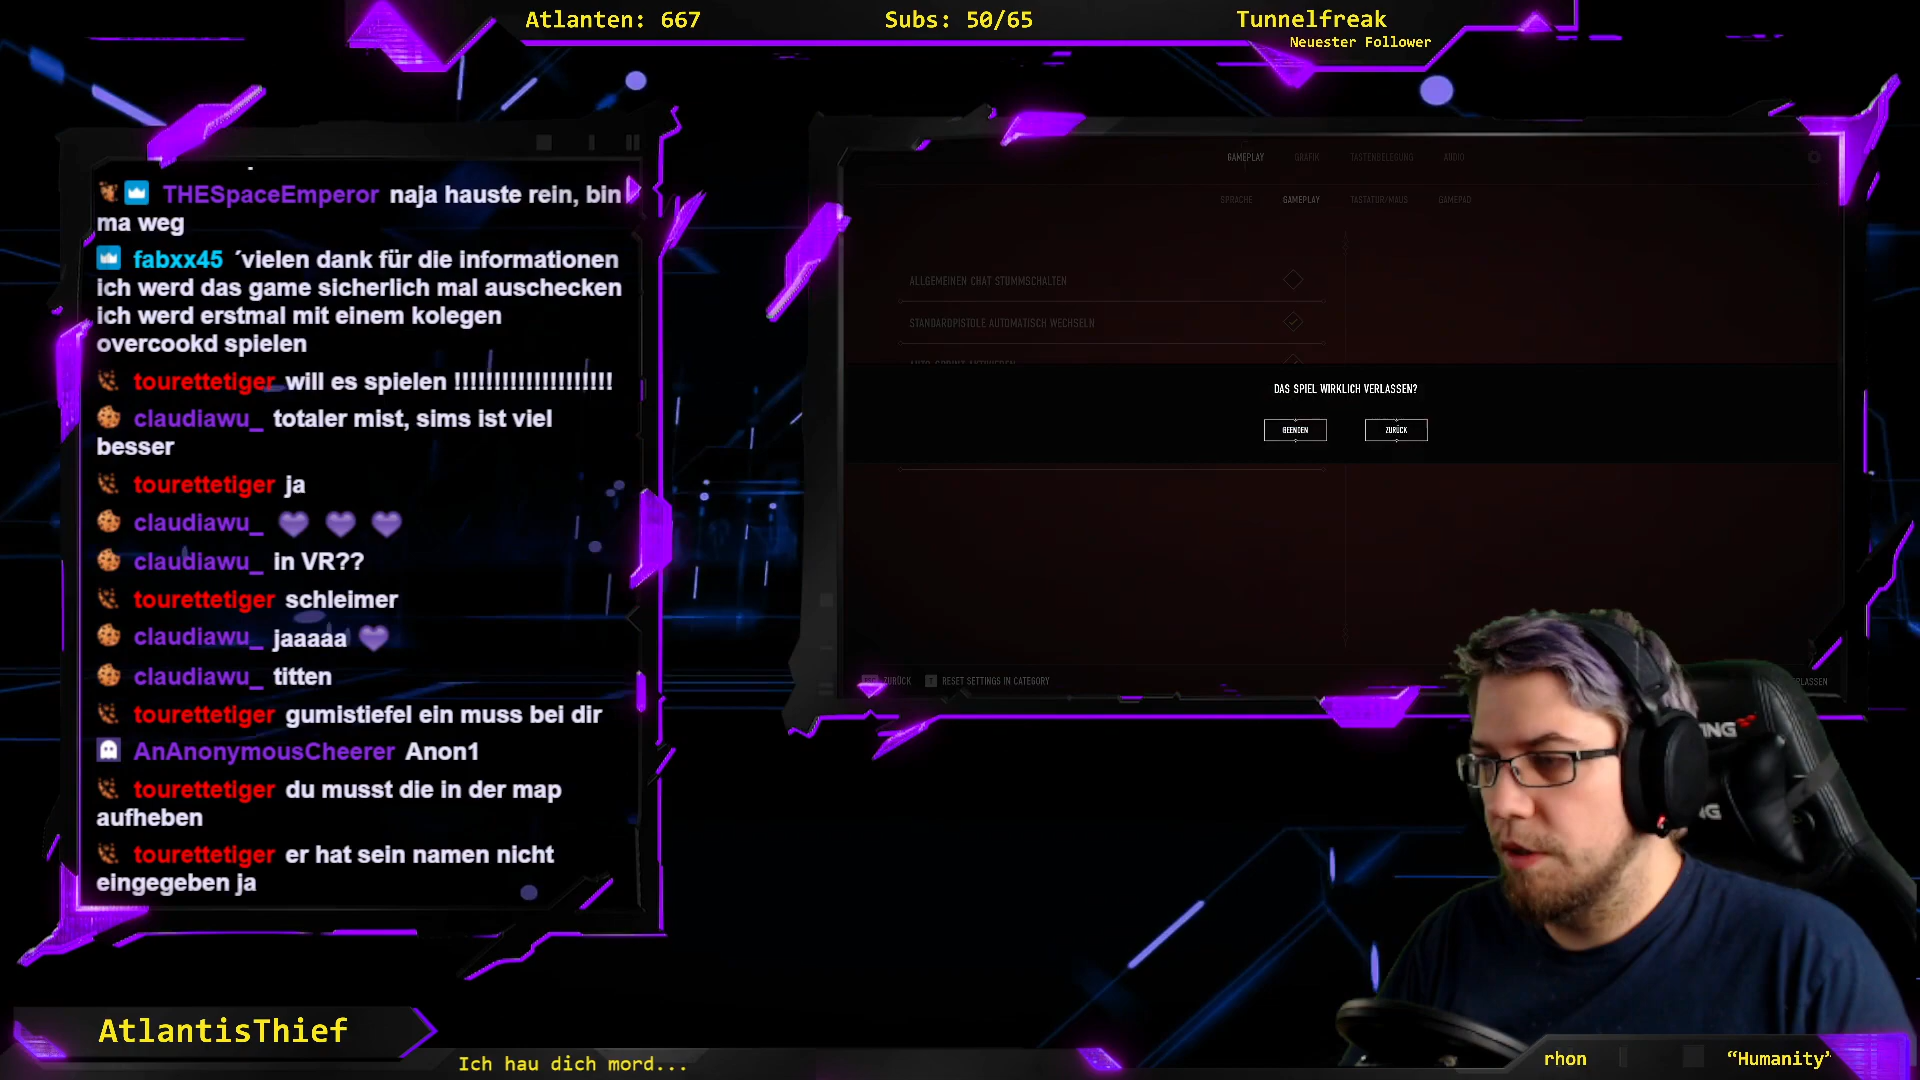 Atlanten: 667
Subs: 50/65
Tunnelfreak
Neuester Follower
THESpaceEmperor naja hauste rein, bin
ma weg
fabxx45 ´vielen dank für die informationen
ich werd das game sicherlich mal auschecken
ich werd erstmal mit einem kolegen
overcookd spielen
tourettetiger will es spielen !!!!!!!!!!!!!!!!!!!!
claudiawu_ totaler mist, sims ist viel
besser
tourettetiger ja
claudiawu_ 💜 💜 💜
claudiawu_ in VR??
tourettetiger schleimer
claudiawu_ jaaaaa 💜
claudiawu_ titten
tourettetiger gumistiefel ein muss bei dir
AnAnonymousCheerer Anon1
tourettetiger du musst die in der map
aufheben
tourettetiger er hat sein namen nicht
eingegeben ja
GAMEPLAY GRAFIK TASTENBELEGUNG AUDIO
SPRACHE GAMEPLAY TASTATUR/MAUS GAMEPAD
ALLGEMEINEN CHAT STUMMSCHALTEN
STANDARDPISTOLE AUTOMATISCH WECHSELN
DAS SPIEL WIRKLICH VERLASSEN?
BEENDEN ZURÜCK
ZURÜCK RESET SETTINGS IN CATEGORY
AtlantisThief
Ich hau dich mord...
rhon
“Humanity”